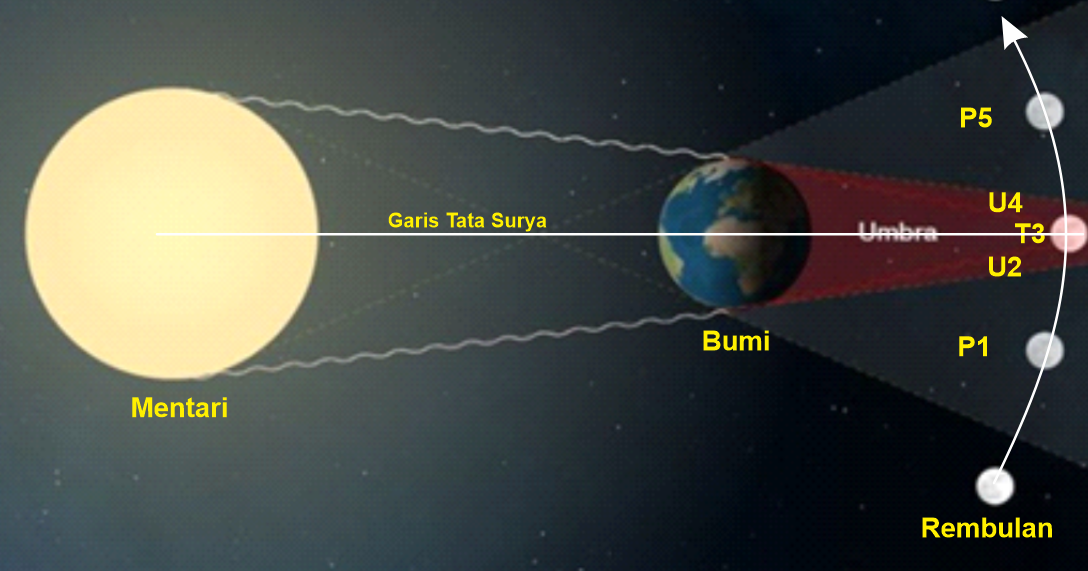 P5
U4
Garis Tata Surya
Umbra
T3
U2
Bumi
P1
Mentari
Rembulan